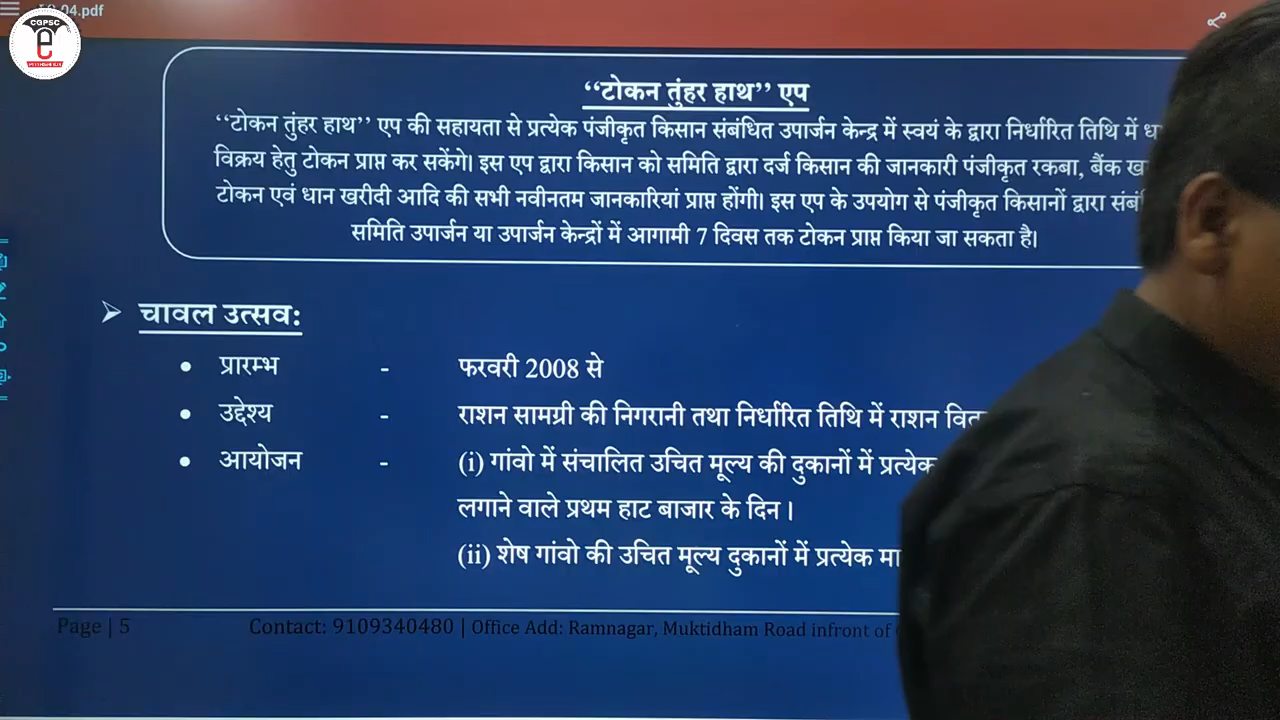 04.pdf
CGPSC
e
“टोकन तुंहर हाथ” एप
“टोकन तुंहर हाथ” एप की सहायता से प्रत्येक पंजीकृत किसान संबंधित उपार्जन केन्द्र में स्वयं के द्वारा निर्धारित तिथि में
विक्रय हेतु टोकन प्राप्त कर सकेंगे। इस एप द्वारा किसान को समिति द्वारा दर्ज किसान की जानकारी पंजीकृत रकबा, बैंक
टोकन एवं धान खरीदी आदि की सभी नवीनतम जानकारियां प्राप्त होंगी। इस एप के उपयोग से पंजीकृत किसानों द्वारा
समिति उपार्जन या उपार्जन केन्द्रों में आगामी 7 दिवस तक टोकन प्राप्त किया जा सकता है।
➢ चावल उत्सव:
• प्रारम्भ - फरवरी 2008 से
• उद्देश्य - राशन सामग्री की निगरानी तथा निर्धारित तिथि में राशन
• आयोजन - (i) गांवो में संचालित उचित मूल्य की दुकानों में प्रत्येक
लगाने वाले प्रथम हाट बाजार के दिन।
(ii) शेष गांवो की उचित मूल्य दुकानों में प्रत्येक
Page | 5 Contact: 9109340480 | Office Add: Ramnagar, Muktidham Road infront of